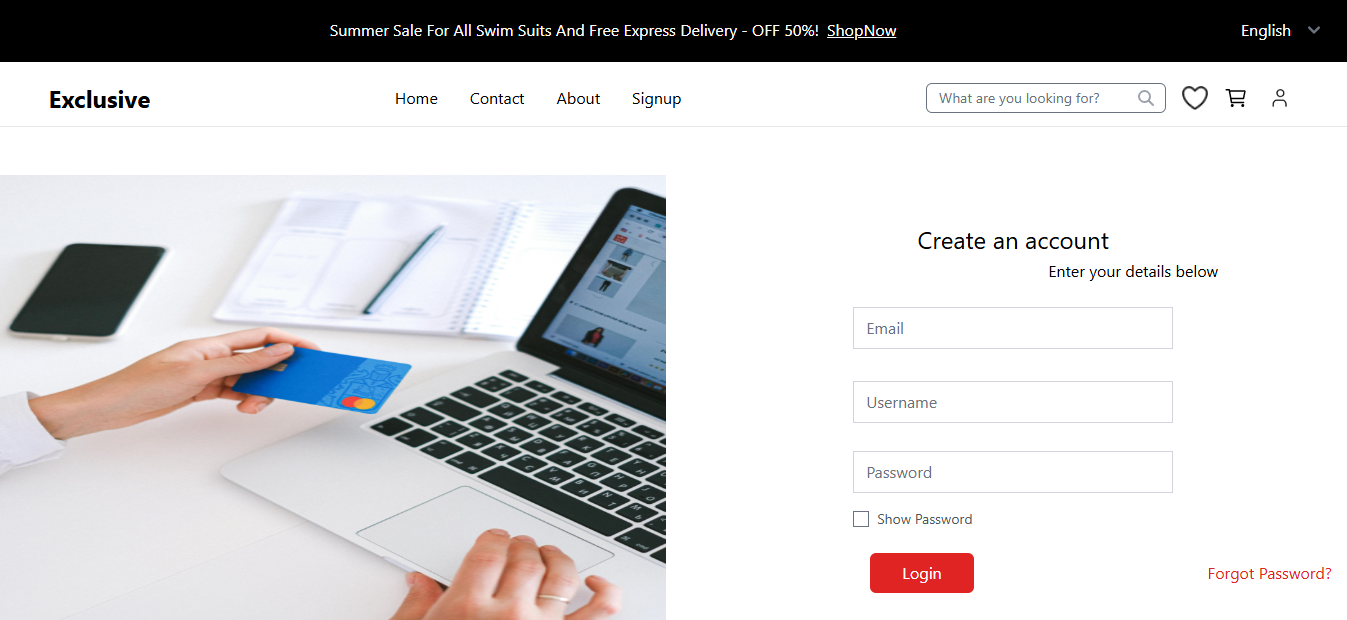 Summer Sale For All Swim Suits And Free Express Delivery - OFF 50%! ShopNow
English
Exclusive
Home
Contact
About
Signup
What are you looking for?
Create an account
Enter your details below
Email
Username
Password
Show Password
Login
Forgot Password?